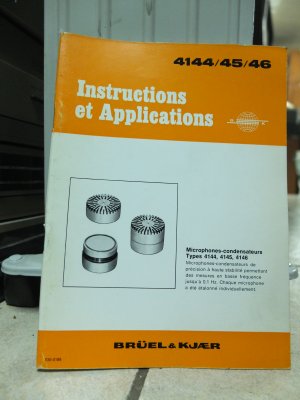 4144/45/46
Instructions
et Applications
Microphones-condensateurs
Types 4144, 4145, 4146
Microphones-condensateurs de
précision à haute stabilité permettant
des mesures en basse fréquence
jusqu'à 0.1 Hz. Chaque microphone
a été étalonné individuellement.
BRÜEL & KJÆR